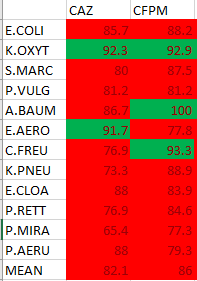 CAZ CFPM
E.COLI 85.7 83.2
K.OXYT 92.3 92.9
S.MARC 80 87.5
P.VULG 81.2 81.2
A.BAUM 86.7 100
E.AERO 91.7 77.8
C.FREU 76.9 93.3
K.PNEU 73.3 88.9
E.CLOA 88 83.9
P.RETT 76.9 84.6
P.MIRA 65.4 77.3
P.AERU 88 79.3
MEAN 82.1 86